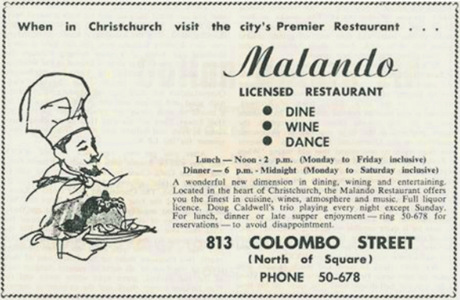 When in Christchurch visit the city's Premier Restaurant . . .
Malando
LICENSED RESTAURANT
● DINE
● WINE
● DANCE
Lunch — Noon - 2 p.m. (Monday to Friday inclusive)
Dinner — 6 p.m. - Midnight (Monday to Saturday inclusive)
A wonderful new dimension in dining, wining and entertaining.
Located in the heart of Christchurch, the Malando Restaurant offers
you the finest in cuisine, wines, atmosphere and music. Full liquor
licence. Doug Caldwell's trio playing every night except Sunday.
For lunch, dinner or late supper enjoyment — ring 50-678 for
reservations — to avoid disappointment.
813 COLOMBO STREET
(North of Square)
PHONE 50-678